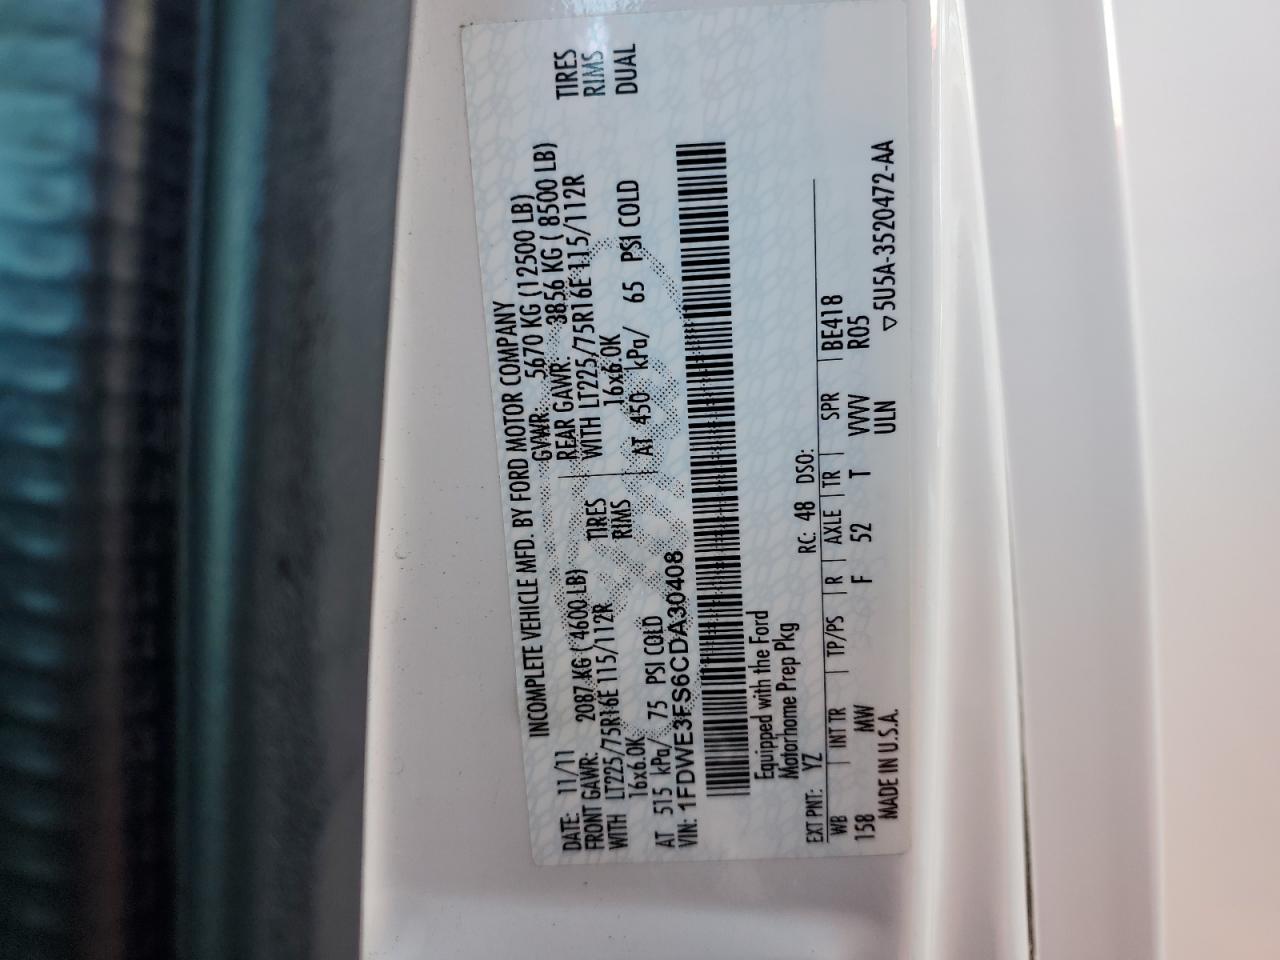 INCOMPLETE VEHICLE MFD. BY FORD MOTOR COMPANY
DATE: 11/11 GVWR: 5670 KG (12500 LB)
FRONT GAWR: 2087 KG ( 4600 LB) REAR GAWR: 3856 KG ( 8500 LB)
WITH LT225/75R16E 115/112R TIRES WITH LT225/75R16E 115/112R TIRES
16x6.0K RIMS 16x6.0K RIMS
AT 515 kPa/ 75 PSI COLD AT 450 kPa/ 65 PSI COLD DUAL
VIN: 1FDWE3FS6CDA30408
Equipped with the Ford
Motorhome Prep Pkg
EXT PNT: YZ RC: 48 DSO:
WB INT TR TP/PS R AXLE TR SPR BE418
158 MW F 52 T VVV R05
MADE IN U.S.A. ULN
▽5U5A-3520472-AA